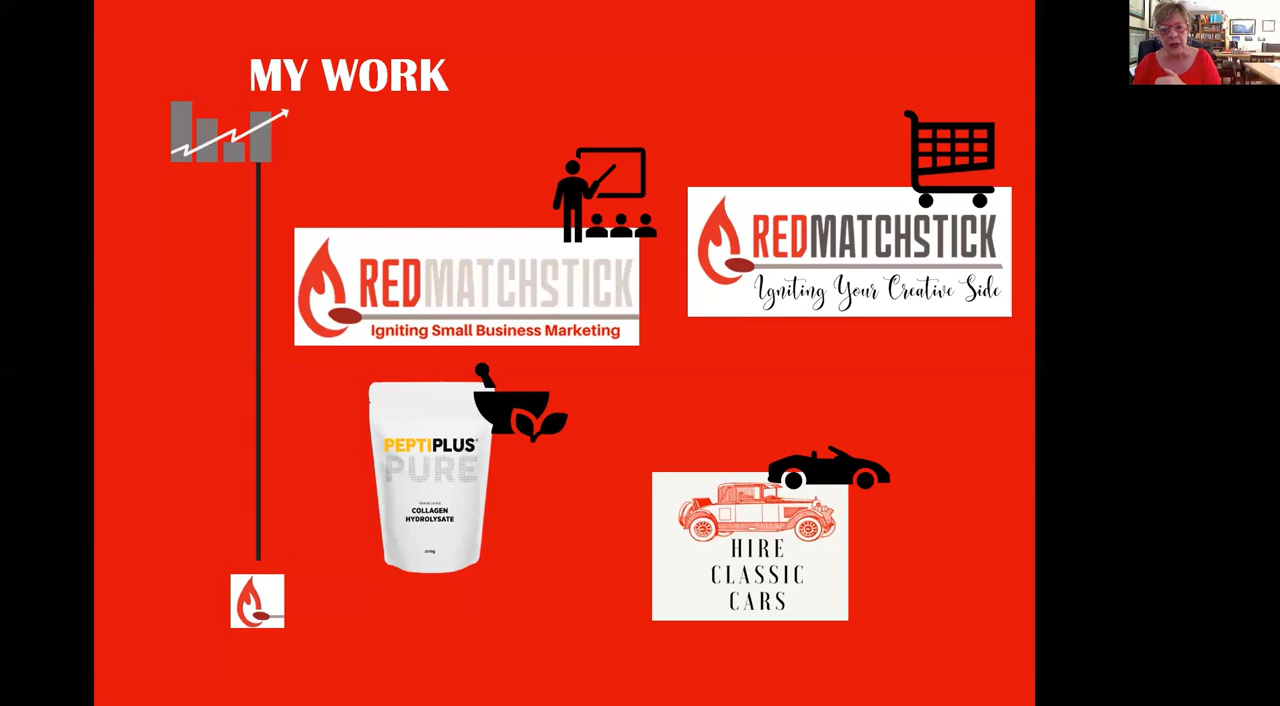 MY WORK
REDMATCHSTICK
Igniting Small Business Marketing
REDMATCHSTICK
Igniting Your Creative Side
PEPTIPLUS®
PURE
COLLAGEN
HYDROLYSATE
200g
HIRE
CLASSIC
CARS